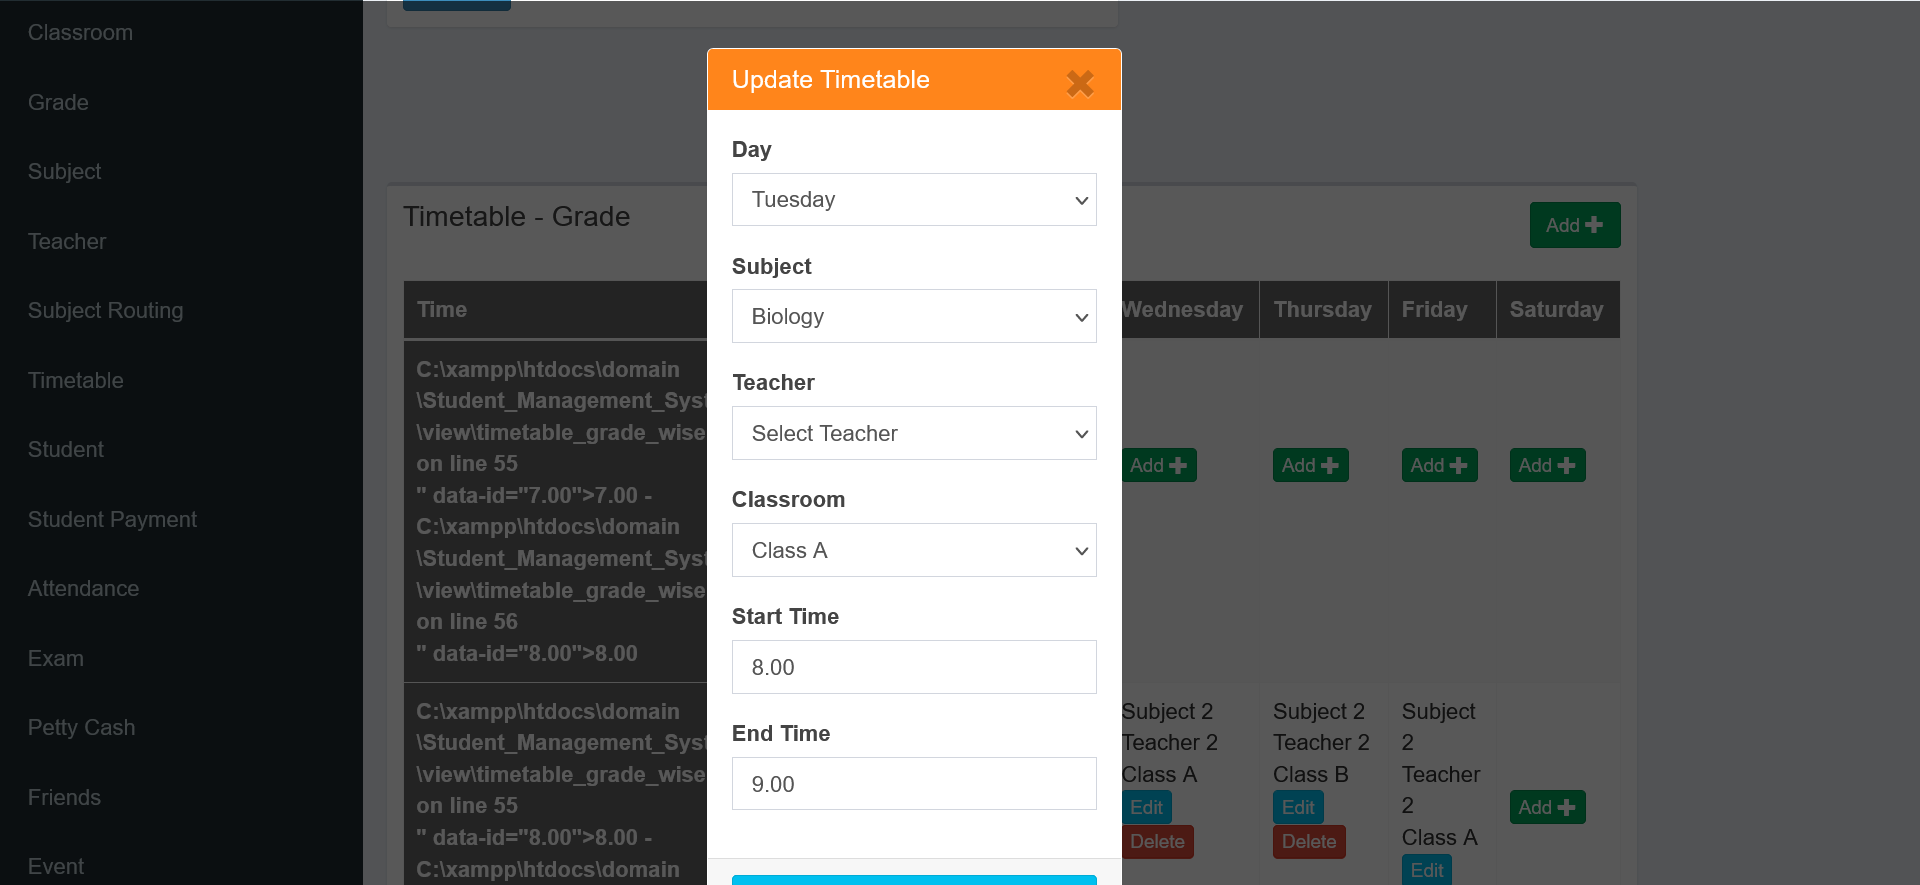 Classroom
Grade
Subject
Teacher
Subject Routing
Timetable
Student
Student Payment
Attendance
Exam
Petty Cash
Friends
Event
Timetable - Grade
Add
Time
Wednesday
Thursday
Friday
Saturday
C:\xampp\htdocs\domain
\Student_Management_Syst
\view\timetable_grade_wise
on line 55
" data-id="7.00">7.00 -
C:\xampp\htdocs\domain
\Student_Management_Syst
\view\timetable_grade_wise
on line 56
" data-id="8.00">8.00
Add
Add
Add
Add
C:\xampp\htdocs\domain
\Student_Management_Syst
\view\timetable_grade_wise
on line 55
" data-id="8.00">8.00 -
C:\xampp\htdocs\domain
Subject 2
Teacher 2
Class A
Edit
Delete
Subject 2
Teacher 2
Class B
Edit
Delete
Subject
2
Teacher
2
Class A
Edit
Add
Update Timetable
Day
Tuesday
Subject
Biology
Teacher
Select Teacher
Classroom
Class A
Start Time
8.00
End Time
9.00